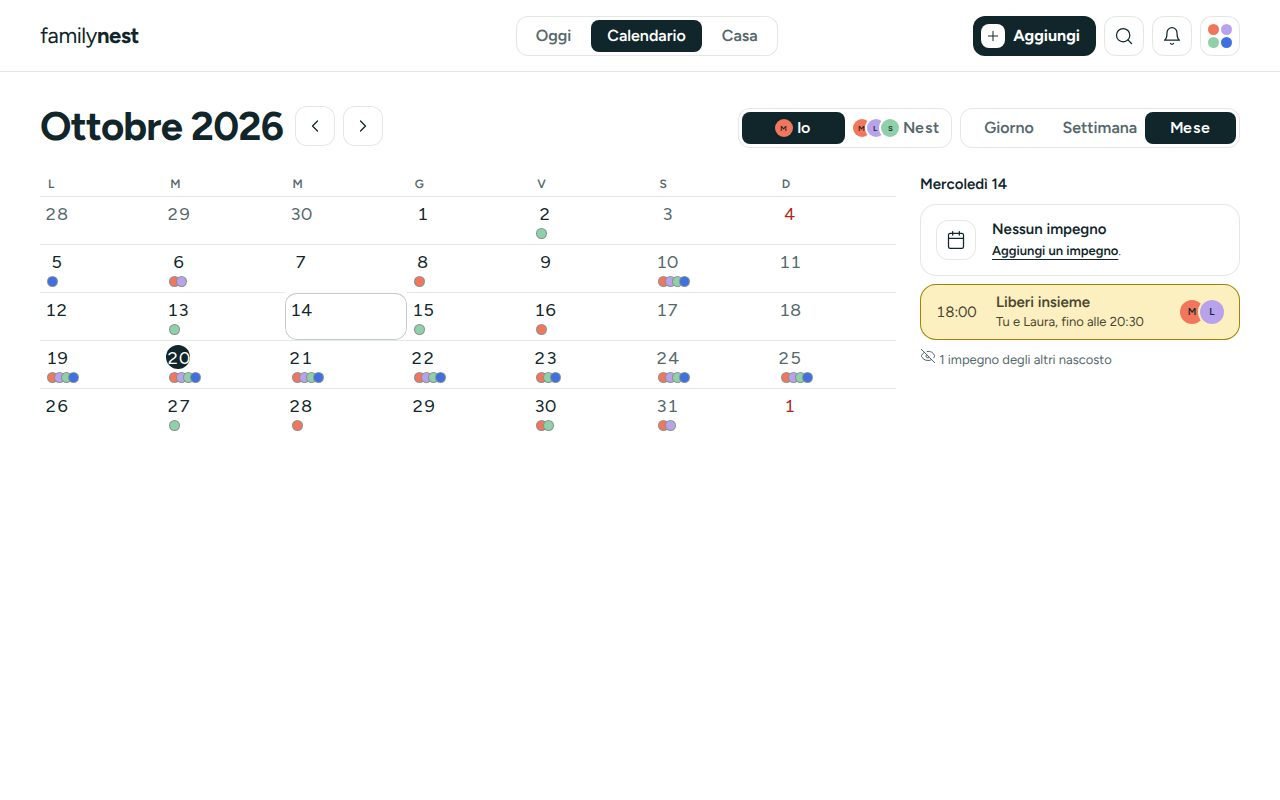 familynest
Oggi Calendario Casa
Aggiungi
Ottobre 2026
M Io M L S Nest
Giorno Settimana Mese
L M M G V S D
28 29 30 1 2 3 4
5 6 7 8 9 10 11
12 13 14 15 16 17 18
19 20 21 22 23 24 25
26 27 28 29 30 31 1
Mercoledì 14
Nessun impegno
Aggiungi un impegno.
18:00 Liberi insieme M L
Tu e Laura, fino alle 20:30
1 impegno degli altri nascosto